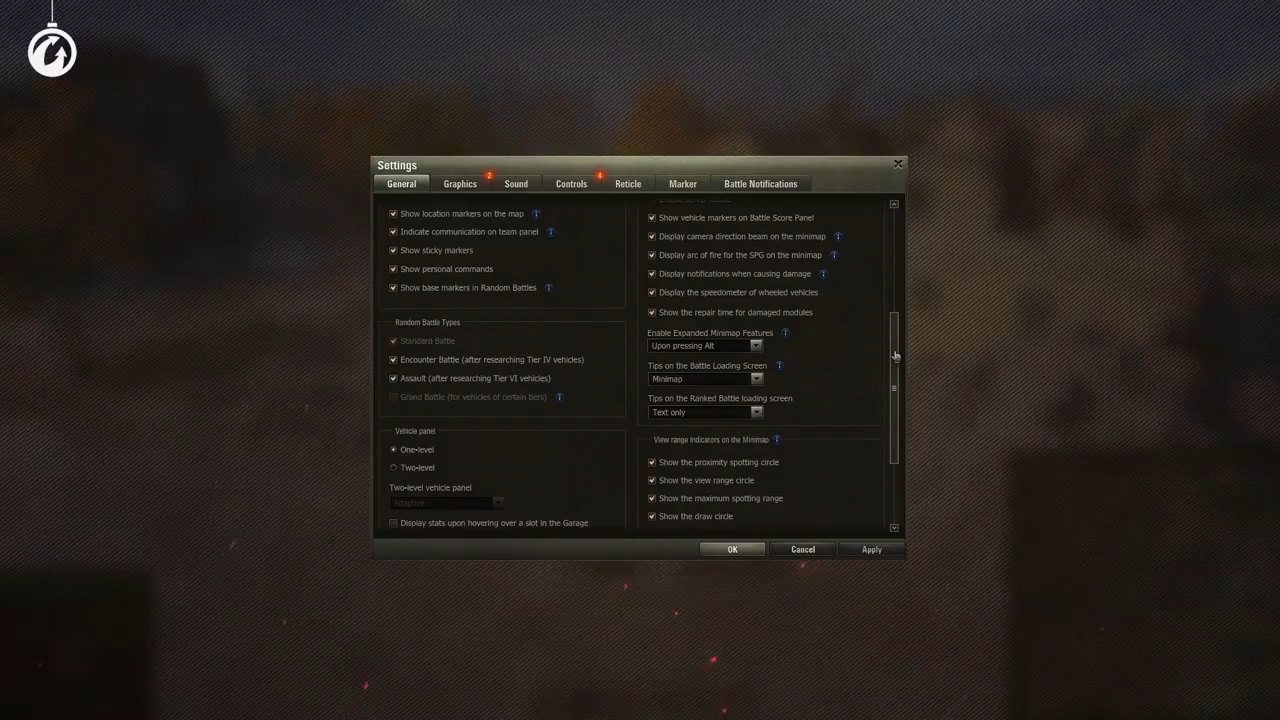 Settings
General
Graphics
2
Sound
Controls
4
Reticle
Marker
Battle Notifications
Show location markers on the map
Indicate communication on team panel
Show sticky markers
Show personal commands
Show base markers in Random Battles
Random Battle Types
Standard Battle
Encounter Battle (after researching Tier IV vehicles)
Assault (after researching Tier VI vehicles)
Grand Battle (for vehicles of certain tiers)
Vehicle panel
One-level
Two-level
Two-level vehicle panel
Adaptive
Display stats upon hovering over a slot in the Garage
Show vehicle markers on Battle Score Panel
Display camera direction beam on the minimap
Display arc of fire for the SPG on the minimap
Display notifications when causing damage
Display the speedometer of wheeled vehicles
Show the repair time for damaged modules
Enable Expanded Minimap Features
Upon pressing Alt
Tips on the Battle Loading Screen
Minimap
Tips on the Ranked Battle loading screen
Text only
View range Indicators on the Minimap
Show the proximity spotting circle
Show the view range circle
Show the maximum spotting range
Show the draw circle
OK
Cancel
Apply